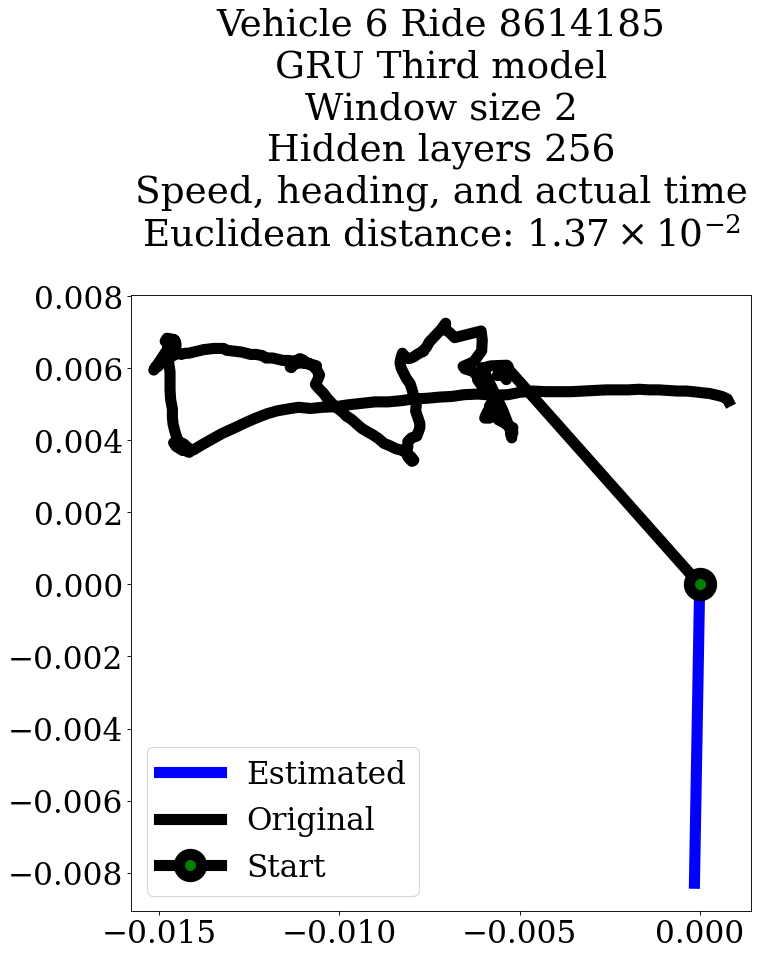 Vehicle 6 Ride 8614185
GRU Third model
Window size 2
Hidden layers 256
Speed, heading, and actual time
Euclidean distance: 1.37 × 10⁻²
0.008
0.006
0.004
0.002
0.000
−0.002
−0.004
−0.006
−0.008
Estimated
Original
Start
−0.015 −0.010 −0.005 0.000